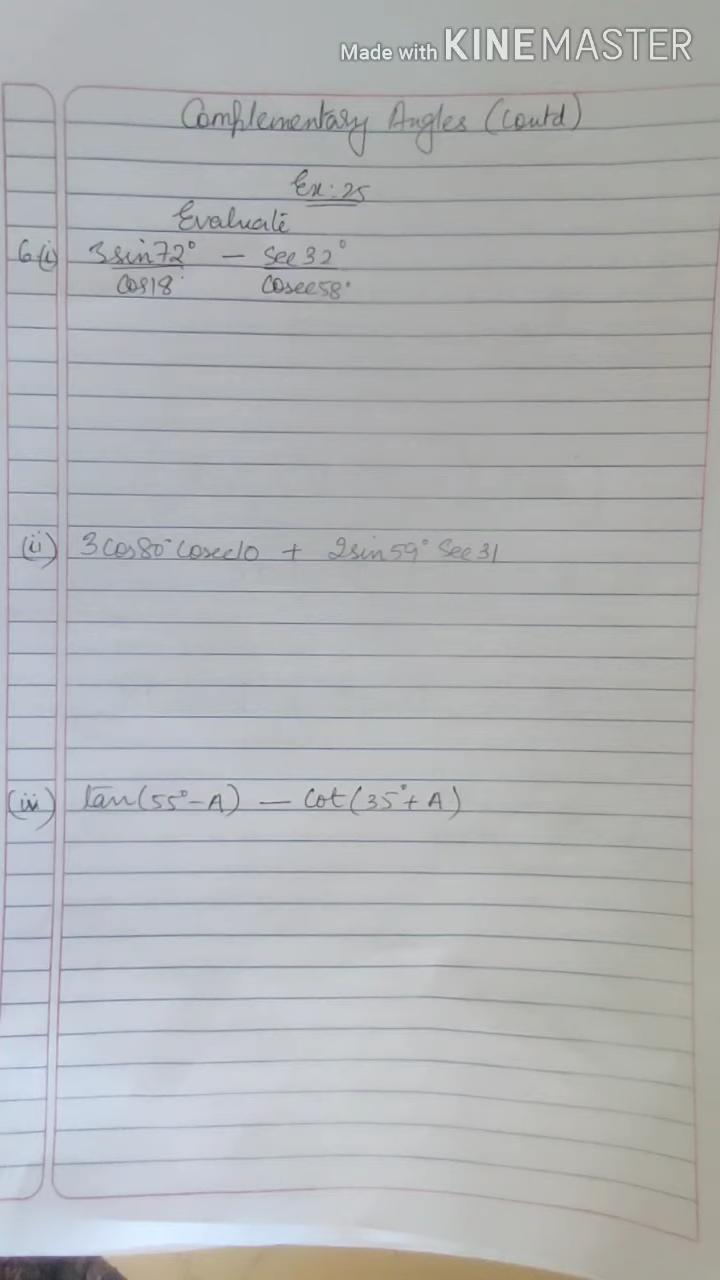 Made with KINEMASTER
Complementary Angles (Contd)
Ex: 25
Evaluate
6(i) 3sin72° − sec32°
cos18° cosec58°
(ii) 3cos80° cosec10 + 2sin59° sec31
(iv) tan(55°−A) − cot(35°+A)